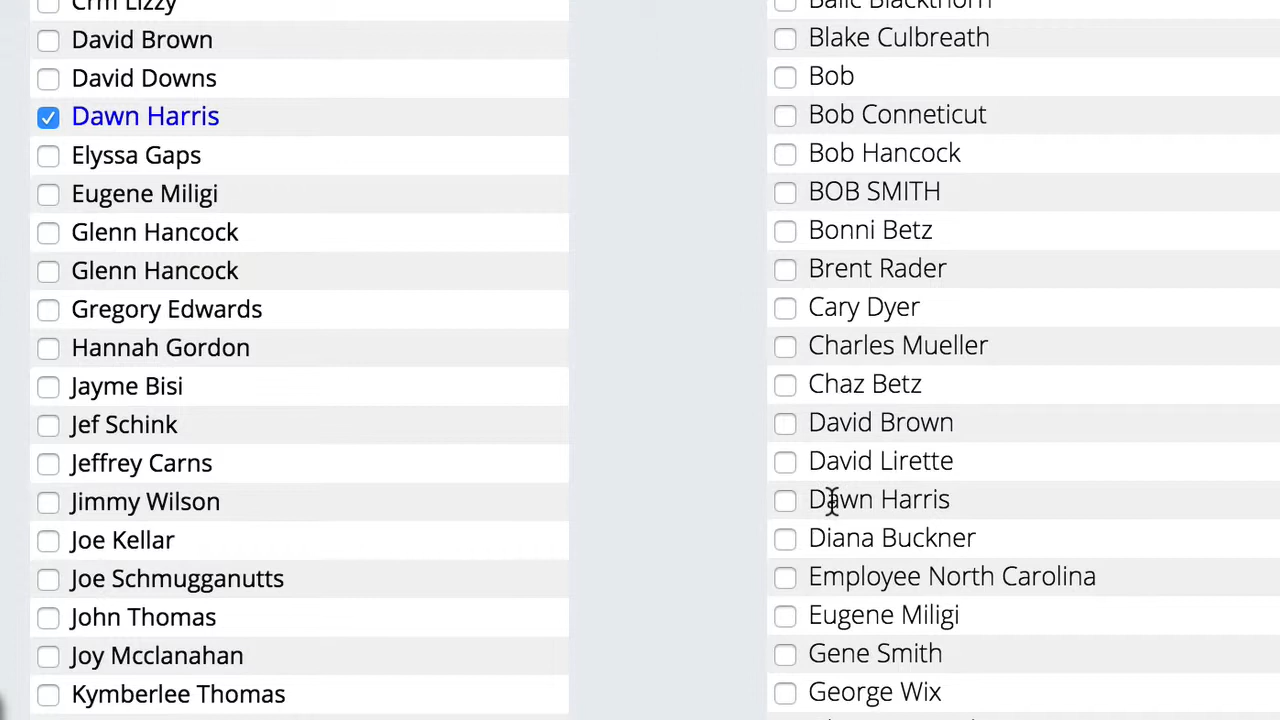 Crm Lizzy
David Brown
David Downs
Dawn Harris
Elyssa Gaps
Eugene Miligi
Glenn Hancock
Glenn Hancock
Gregory Edwards
Hannah Gordon
Jayme Bisi
Jef Schink
Jeffrey Carns
Jimmy Wilson
Joe Kellar
Joe Schmugganutts
John Thomas
Joy Mcclanahan
Kymberlee Thomas
Blackthorn
Blake Culbreath
Bob
Bob Conneticut
Bob Hancock
BOB SMITH
Bonni Betz
Brent Rader
Cary Dyer
Charles Mueller
Chaz Betz
David Brown
David Lirette
Dawn Harris
Diana Buckner
Employee North Carolina
Eugene Miligi
Gene Smith
George Wix